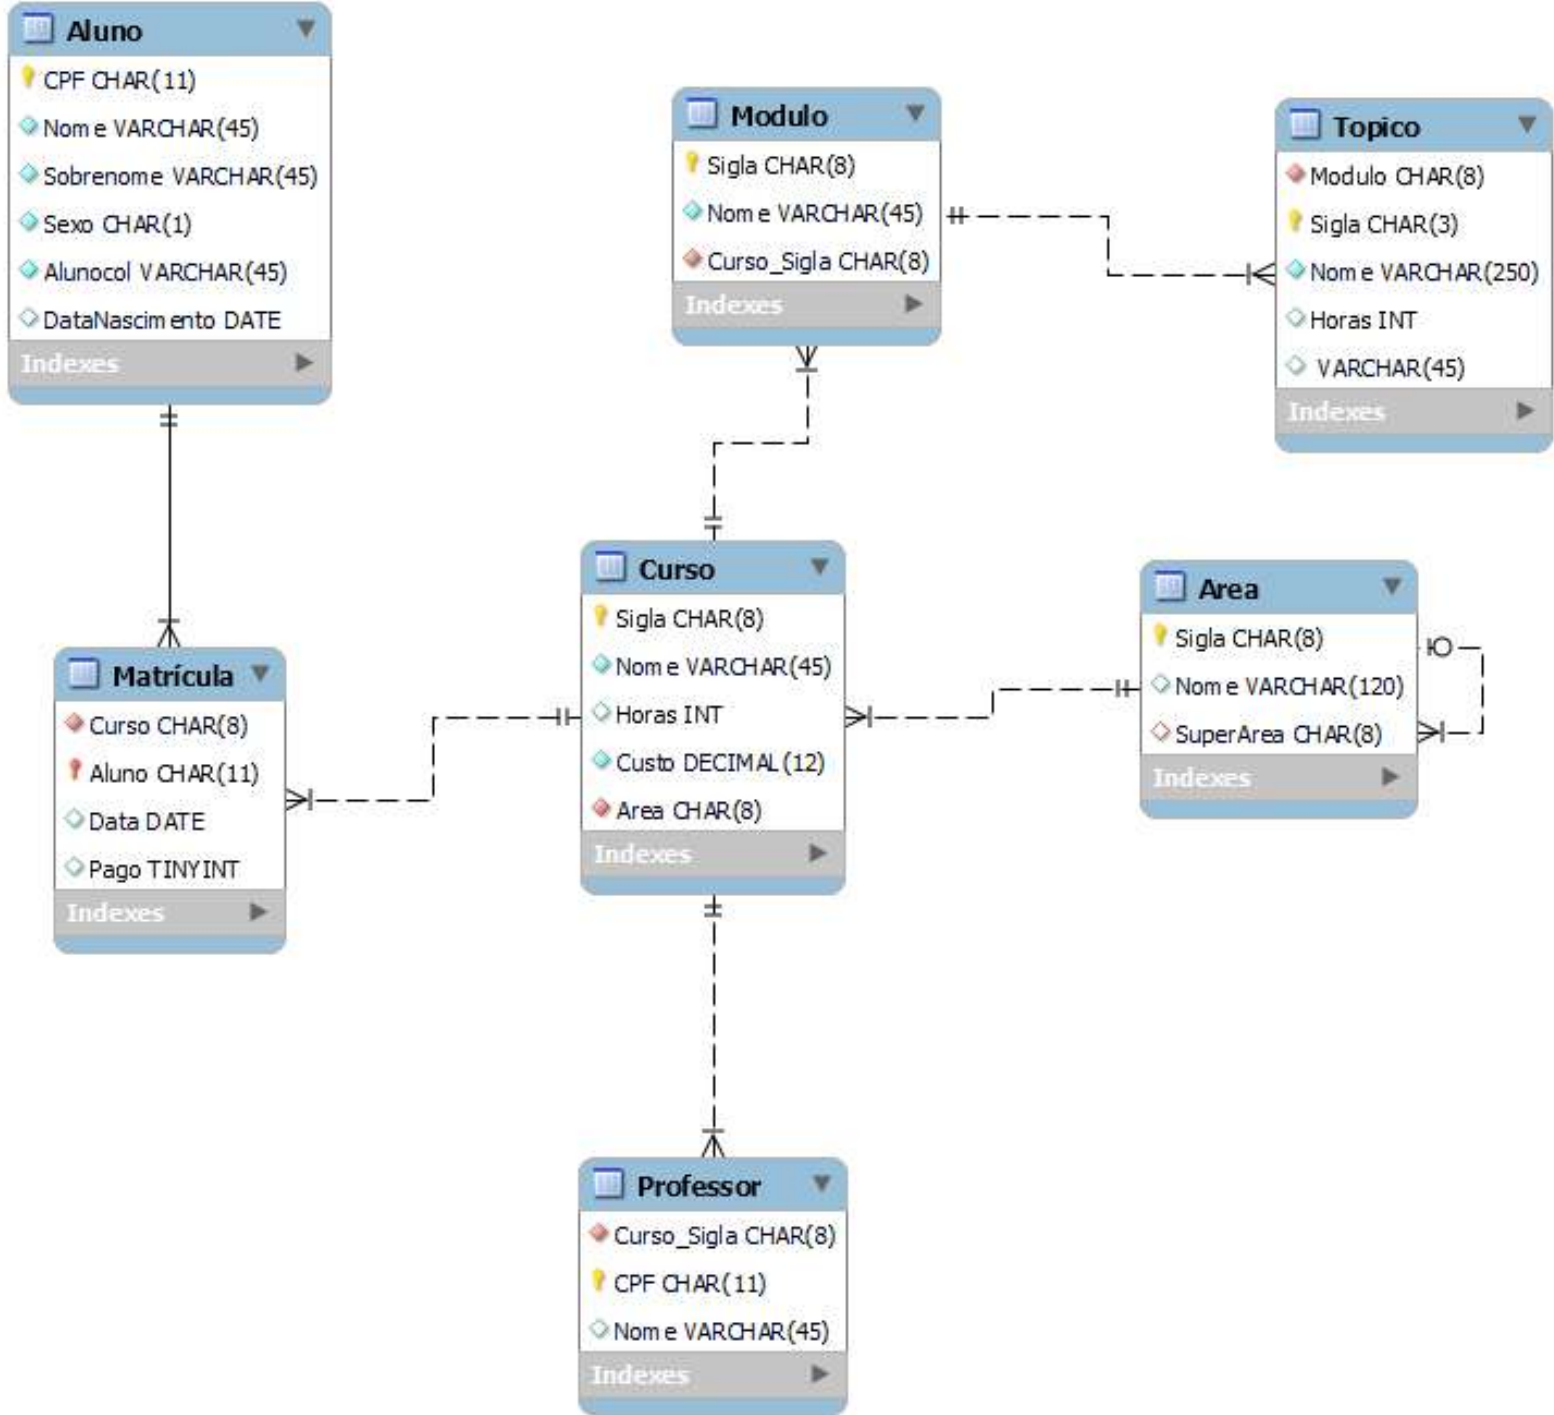 Aluno
CPF CHAR(11)
Nome VARCHAR(45)
Sobrenome VARCHAR(45)
Sexo CHAR(1)
Alunocol VARCHAR(45)
DataNascimento DATE
Indexes
Modulo
Sigla CHAR(8)
Nome VARCHAR(45)
Curso_Sigla CHAR(8)
Indexes
Topico
Modulo CHAR(8)
Sigla CHAR(3)
Nome VARCHAR(250)
Horas INT
VARCHAR(45)
Indexes
Matrícula
Curso CHAR(8)
Aluno CHAR(11)
Data DATE
Pago TINYINT
Indexes
Curso
Sigla CHAR(8)
Nome VARCHAR(45)
Horas INT
Custo DECIMAL(12)
Area CHAR(8)
Indexes
Area
Sigla CHAR(8)
Nome VARCHAR(120)
SuperArea CHAR(8)
Indexes
Professor
Curso_Sigla CHAR(8)
CPF CHAR(11)
Nome VARCHAR(45)
Indexes